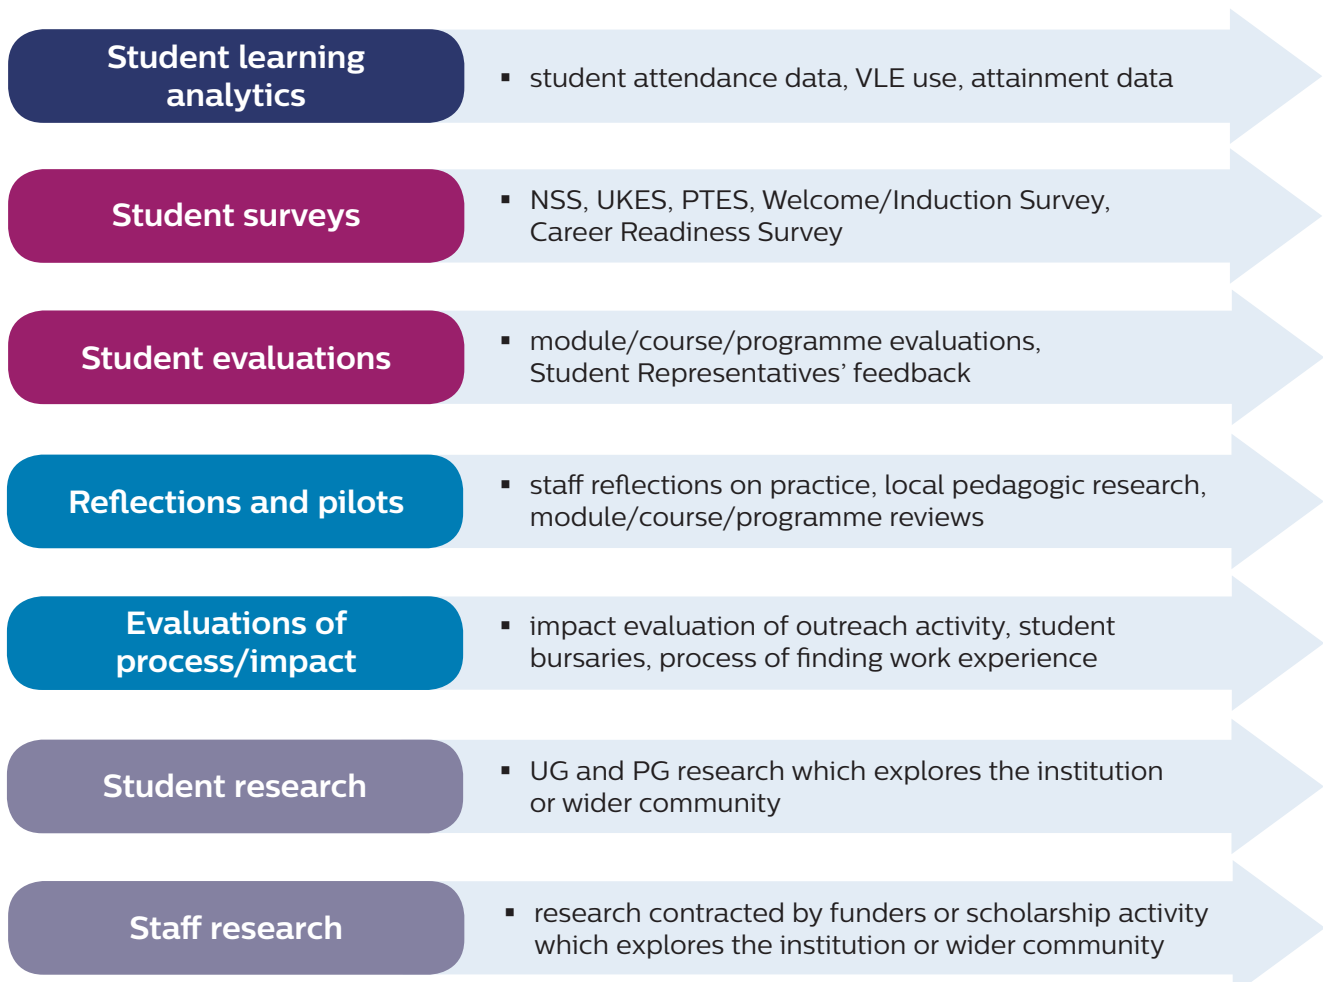 Student learning
analytics
▪ student attendance data, VLE use, attainment data
Student surveys
▪ NSS, UKES, PTES, Welcome/Induction Survey,
Career Readiness Survey
Student evaluations
▪ module/course/programme evaluations,
Student Representatives’ feedback
Reflections and pilots
▪ staff reflections on practice, local pedagogic research,
module/course/programme reviews
Evaluations of
process/impact
▪ impact evaluation of outreach activity, student
bursaries, process of finding work experience
Student research
▪ UG and PG research which explores the institution
or wider community
Staff research
▪ research contracted by funders or scholarship activity
which explores the institution or wider community